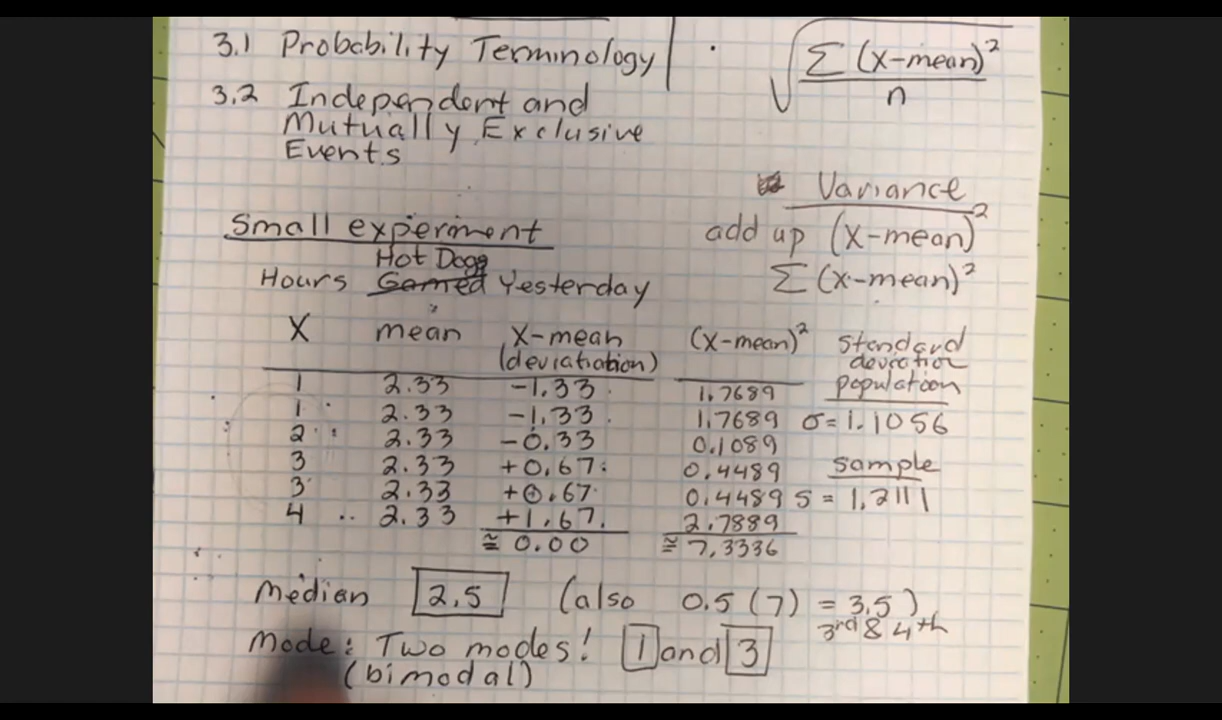 3.1 Probability Terminology
3.2 Independent and
Mutually Exclusive
Events
√ Σ (x-mean)²
n
Variance
add up (x-mean)²
Σ (x-mean)²
Small experiment
Hot Dogs
Hours Gamed Yesterday
X mean X-mean (x-mean)²
(deviatiation)
1 2.33 -1.33 1.7689
1 2.33 -1.33 1.7689
2 2.33 -0.33 0.1089
3 2.33 +0.67 0.4489
3 2.33 +0.67 0.4489
4 2.33 +1.67 2.7889
≅ 0.00 ≅ 7.3336
standard
deviation
population
σ = 1.1056
sample
s = 1.2111
Median 2.5 (also 0.5 (7) = 3.5)
3rd & 4th
Mode: Two modes! 1 and 3
(bimodal)